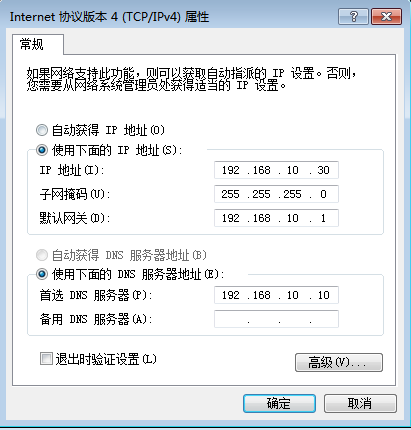 Internet 协议版本 4 (TCP/IPv4) 属性
常规
如果网络支持此功能，则可以获取自动指派的 IP 设置。否则，
您需要从网络系统管理员处获得适当的 IP 设置。
自动获得 IP 地址(O)
使用下面的 IP 地址(S):
IP 地址(I): 192 .168 . 10 . 30
子网掩码(U): 255 .255 .255 . 0
默认网关(D): 192 .168 . 10 . 1
自动获得 DNS 服务器地址(B)
使用下面的 DNS 服务器地址(E):
首选 DNS 服务器(P): 192 .168 . 10 . 10
备用 DNS 服务器(A): . . .
退出时验证设置(L)
高级(V)...
确定 取消